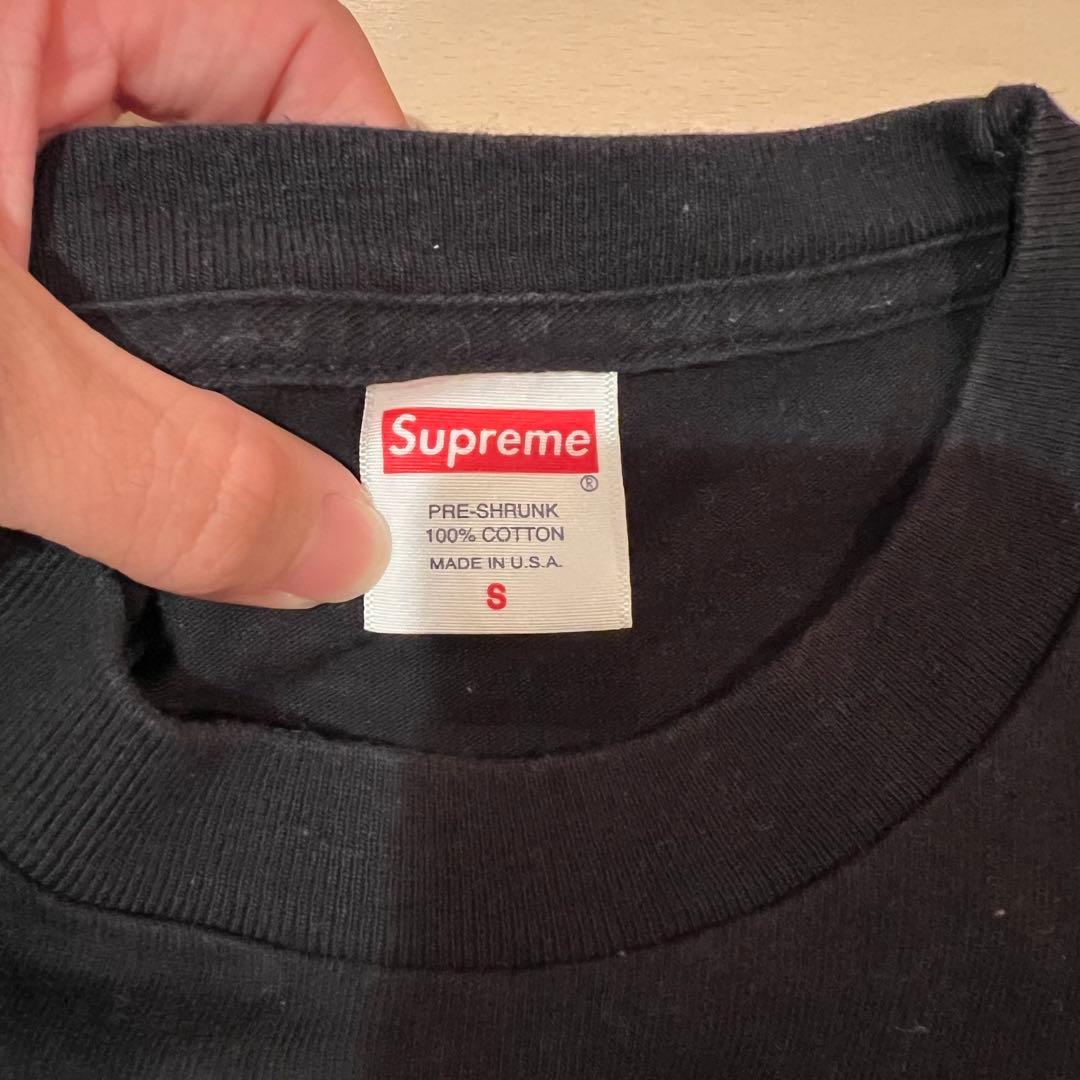 Supreme
®
PRE-SHRUNK
100% COTTON
MADE IN U.S.A.
S